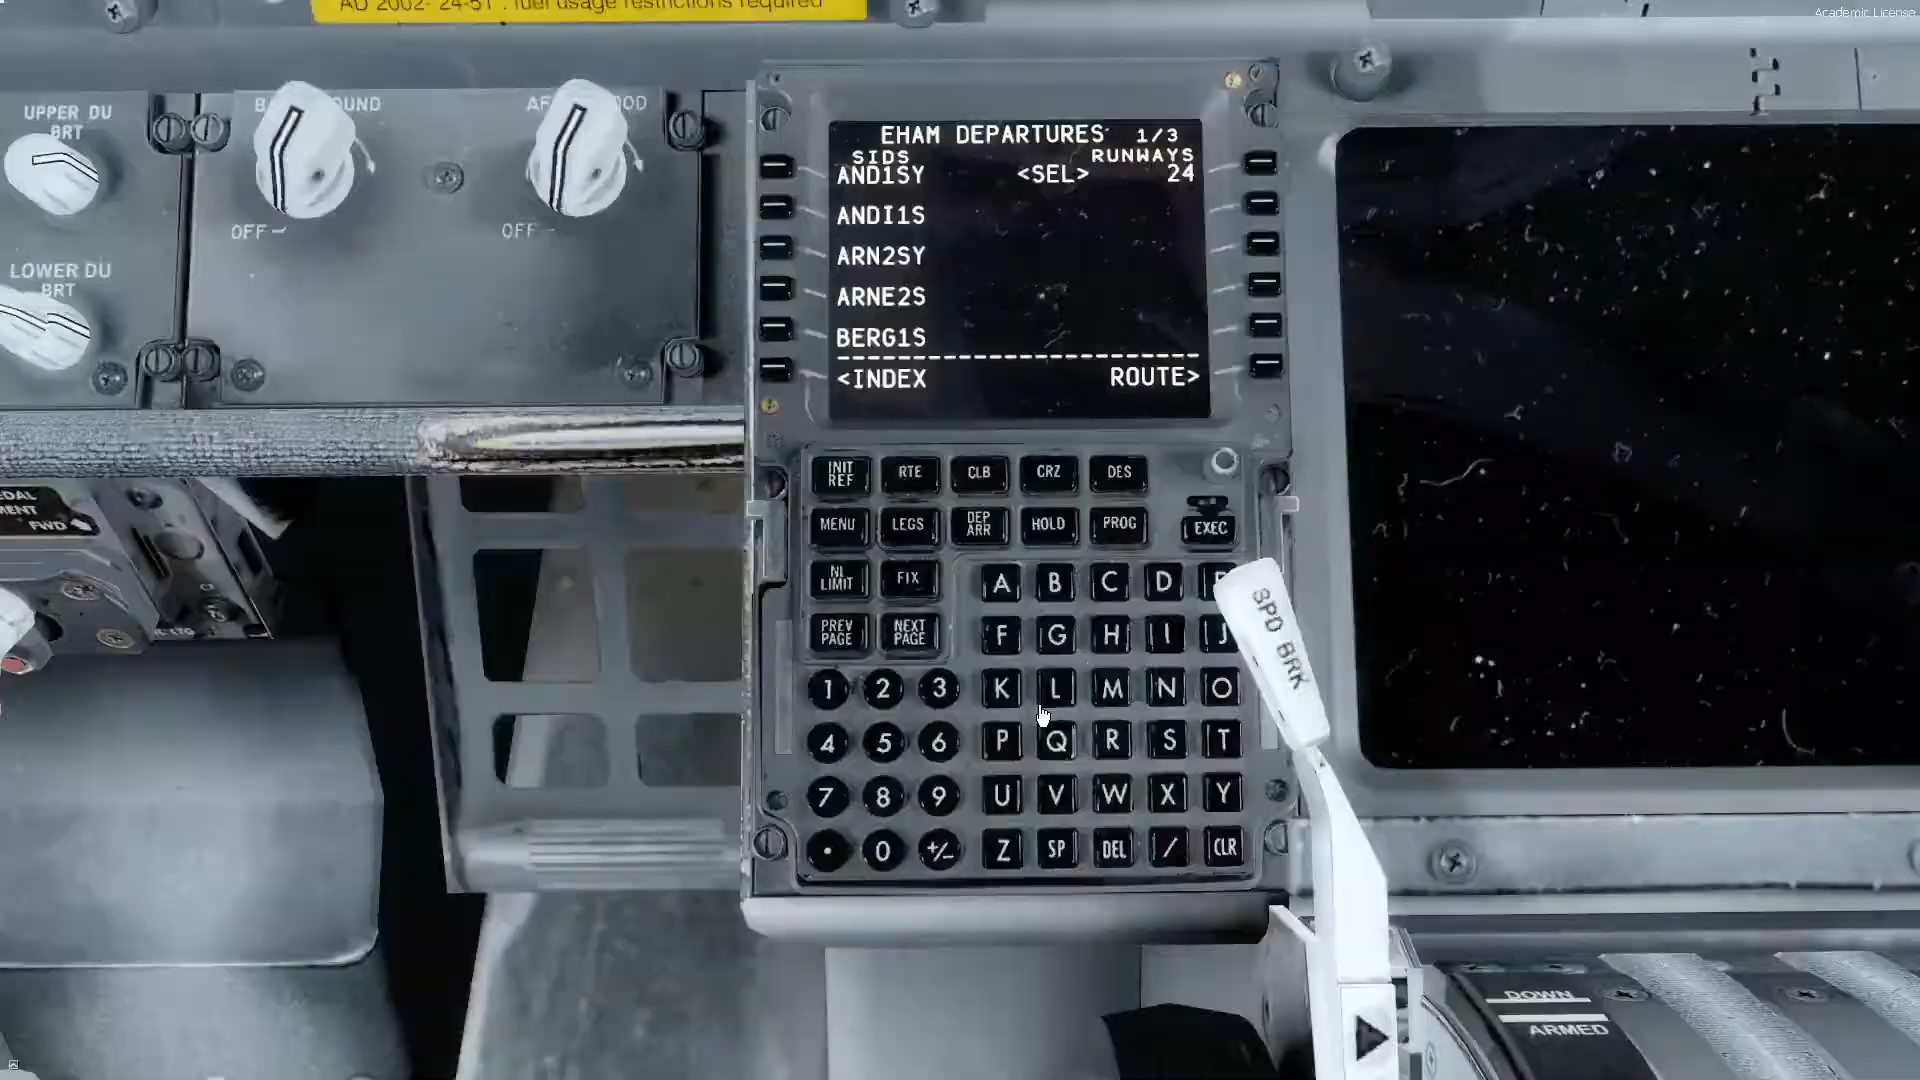 AD 2002- 24-51 : fuel usage restrictions required
Academic License
UPPER DU
BRT
OFF
OFF
LOWER DU
BRT
EHAM DEPARTURES 1/3
SIDS RUNWAYS
AND1SY <SEL> 24
ANDI1S
ARN2SY
ARNE2S
BERG1S
<INDEX ROUTE>
INIT REF RTE CLB CRZ DES
MENU LEGS DEP ARR HOLD PROG EXEC
N1 LIMIT FIX
PREV PAGE NEXT PAGE
A B C D
F G H I J
1 2 3 K L M N O
4 5 6 P Q R S T
7 8 9 U V W X Y
. 0 +/- Z SP DEL / CLR
FWD
SPD BRK
DOWN
ARMED